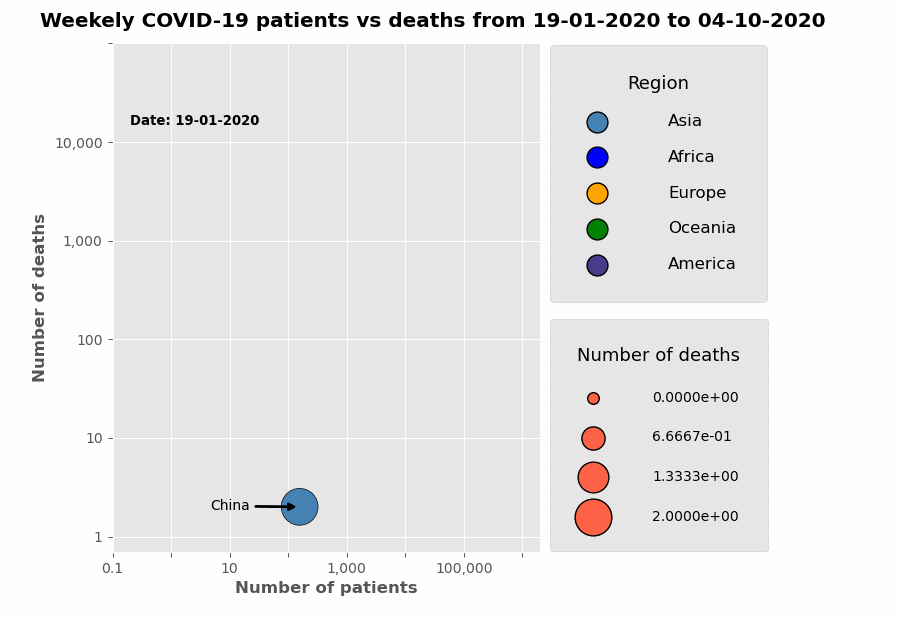 Weekely COVID-19 patients vs deaths from 19-01-2020 to 04-10-2020
Date: 19-01-2020
10,000
1,000
100
10
1
Number of deaths
China
0.1
10
1,000
100,000
Number of patients
Region
Asia
Africa
Europe
Oceania
America
Number of deaths
0.0000e+00
6.6667e-01
1.3333e+00
2.0000e+00